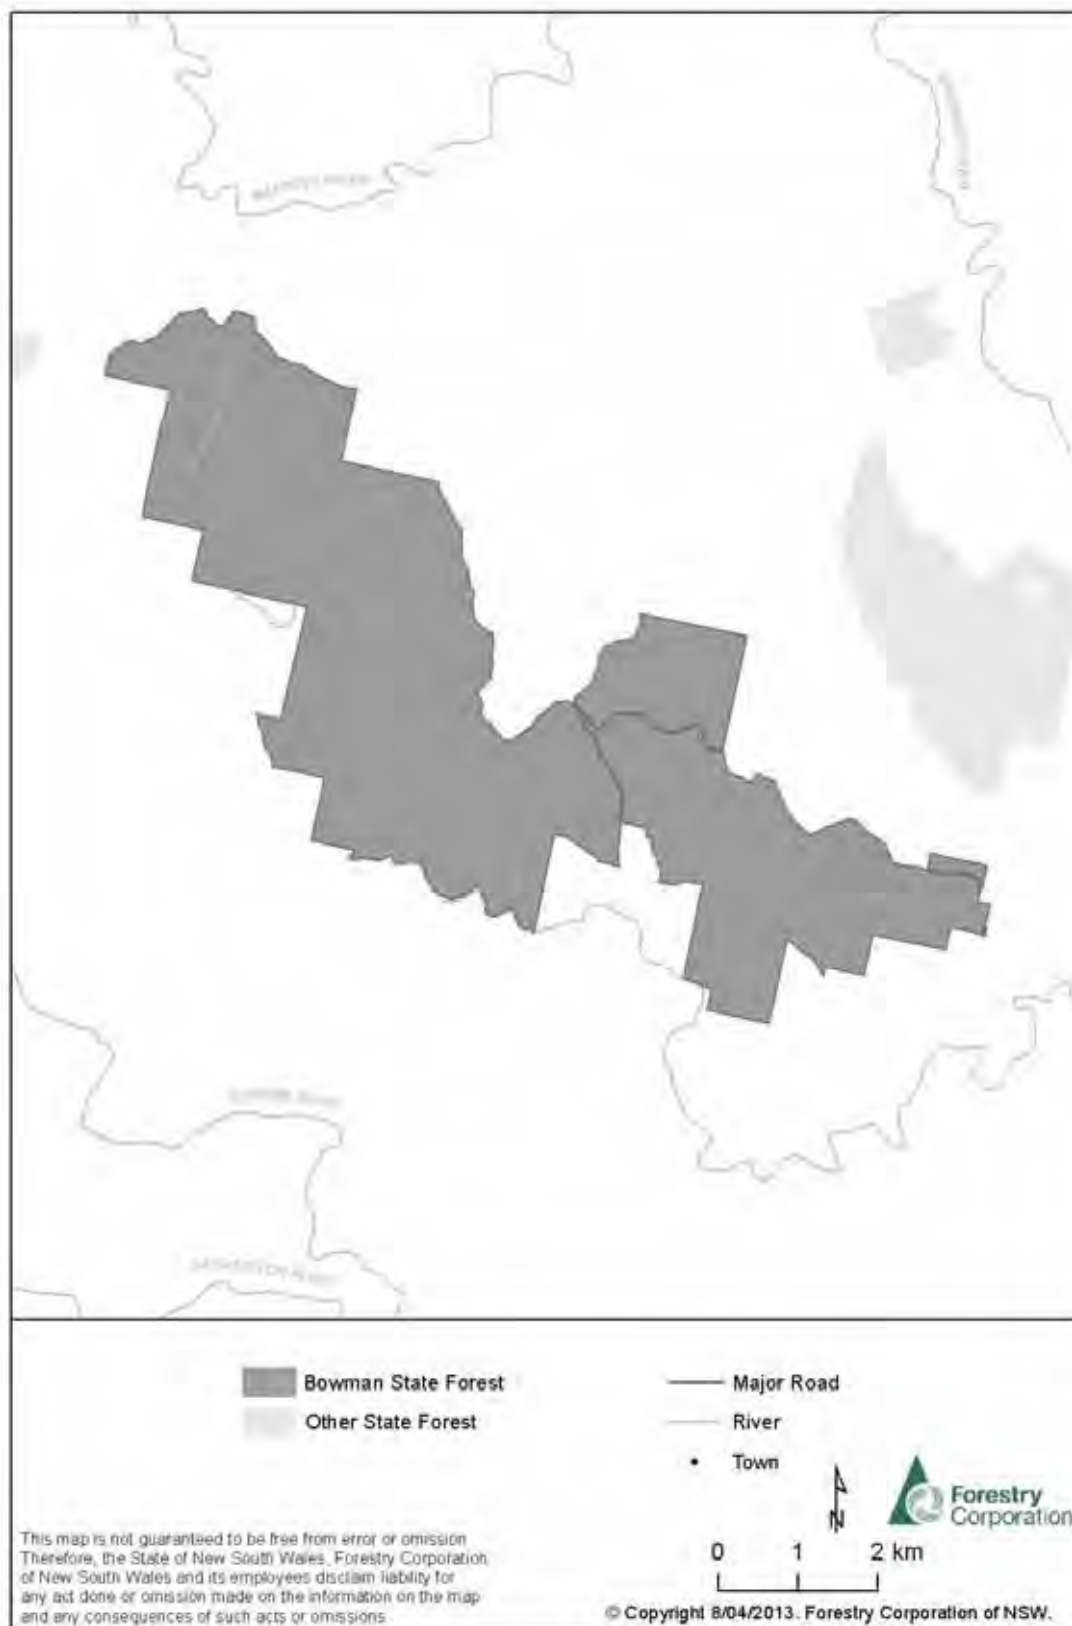 RIVER
Bowman State Forest
Other State Forest
Major Road
River
Town
N
Forestry
Corporation
0 1 2 km
This map is not guaranteed to be free from error or omission
Therefore, the State of New South Wales, Forestry Corporation
of New South Wales and its employees disclaim liability for
any act done or omission made on the information on the map
and any consequences of such acts or omissions
© Copyright 8/04/2013. Forestry Corporation of NSW.